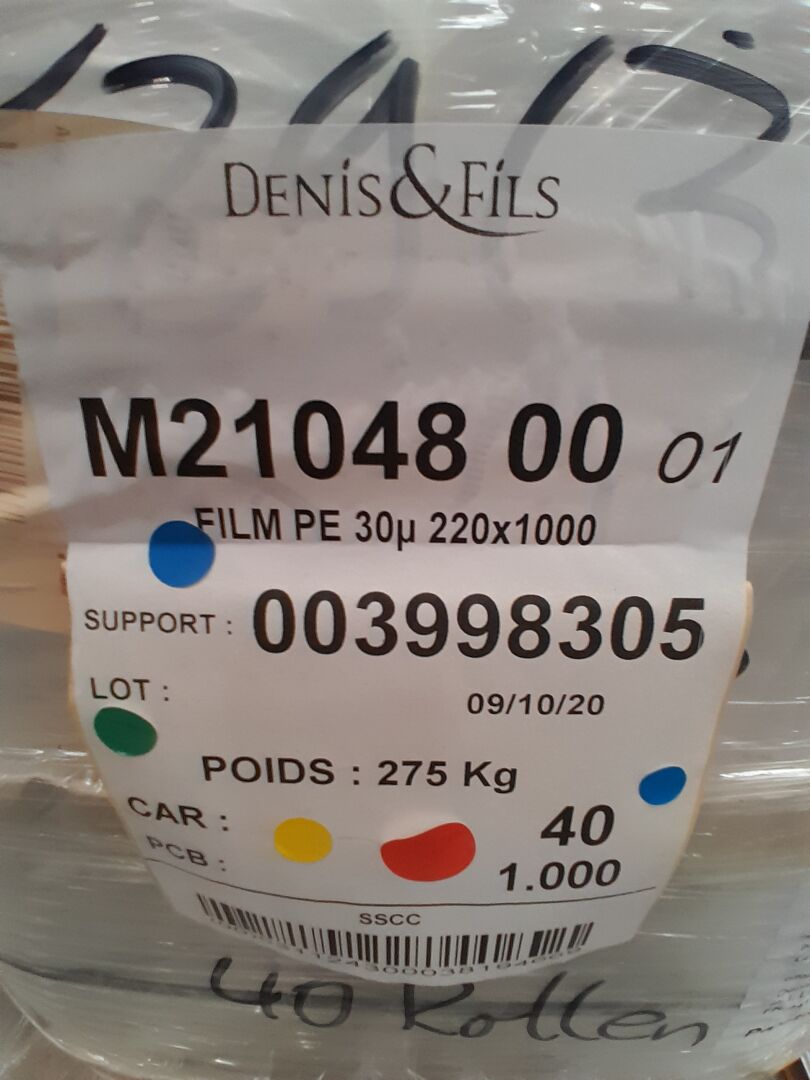 DENIS&FILS
M21048 00 01
FILM PE 30µ 220x1000
SUPPORT : 003998305
LOT : 09/10/20
POIDS : 275 Kg
CAR : 40
PCB : 1.000
SSCC
40 Rollen